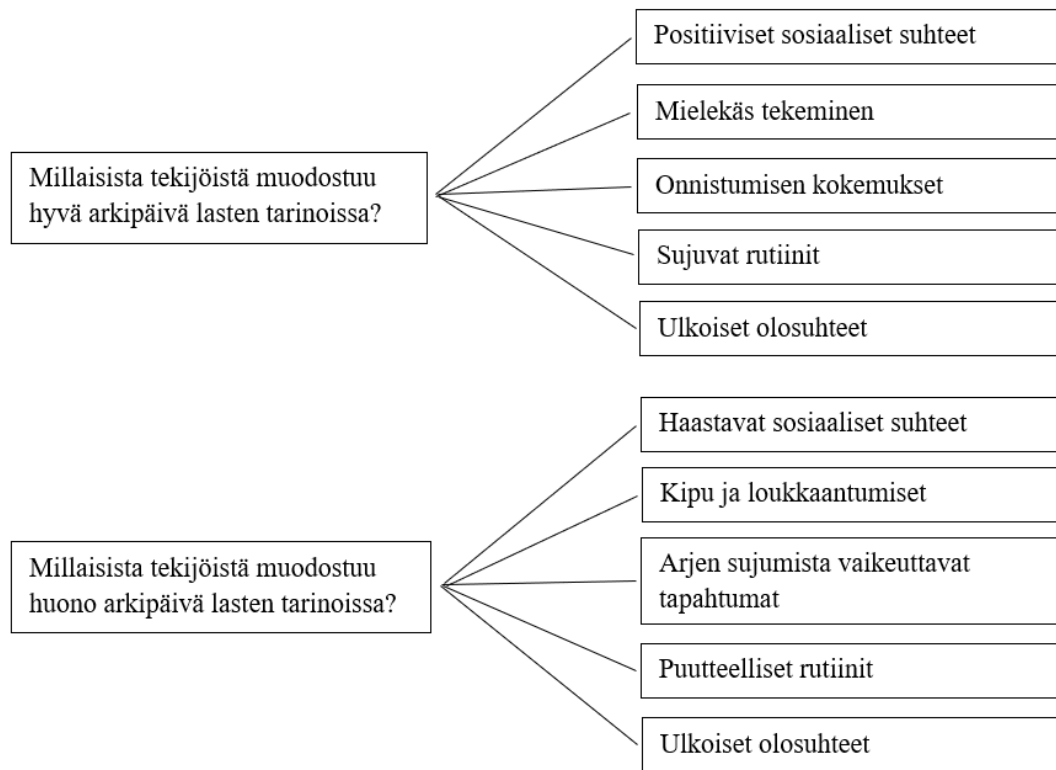 Positiiviset sosiaaliset suhteet
Mielekäs tekeminen
Millaisista tekijöistä muodostuu
hyvä arkipäivä lasten tarinoissa?
Onnistumisen kokemukset
Sujuvat rutiinit
Ulkoiset olosuhteet
Haastavat sosiaaliset suhteet
Kipu ja loukkaantumiset
Millaisista tekijöistä muodostuu
huono arkipäivä lasten tarinoissa?
Arjen sujumista vaikeuttavat
tapahtumat
Puutteelliset rutiinit
Ulkoiset olosuhteet